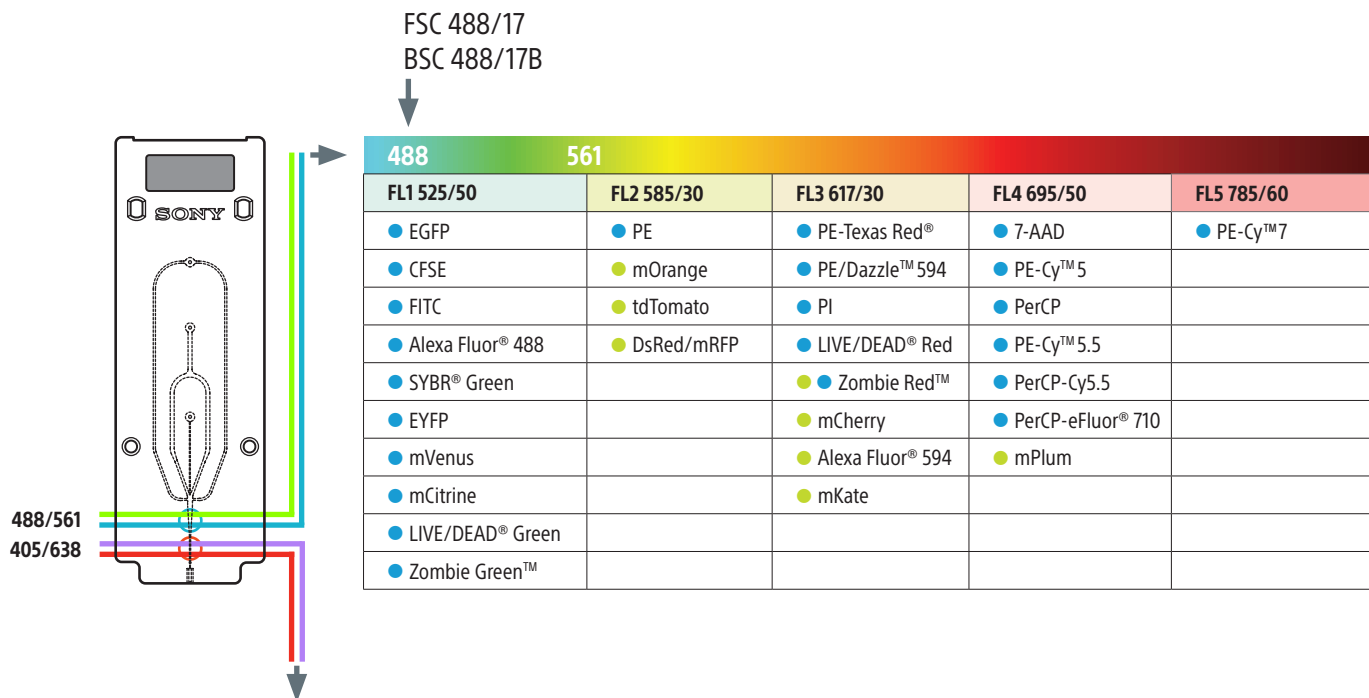 FSC 488/17
BSC 488/17B
488 561
SONY
488/561
405/638
FL1 525/50 FL2 585/30 FL3 617/30 FL4 695/50 FL5 785/60
EGFP PE PE-Texas Red® 7-AAD PE-Cy™7
CFSE mOrange PE/Dazzle™ 594 PE-Cy™5
FITC tdTomato PI PerCP
Alexa Fluor® 488 DsRed/mRFP LIVE/DEAD® Red PE-Cy™5.5
SYBR® Green Zombie Red™ PerCP-Cy5.5
EYFP mCherry PerCP-eFluor® 710
mVenus Alexa Fluor® 594 mPlum
mCitrine mKate
LIVE/DEAD® Green
Zombie Green™